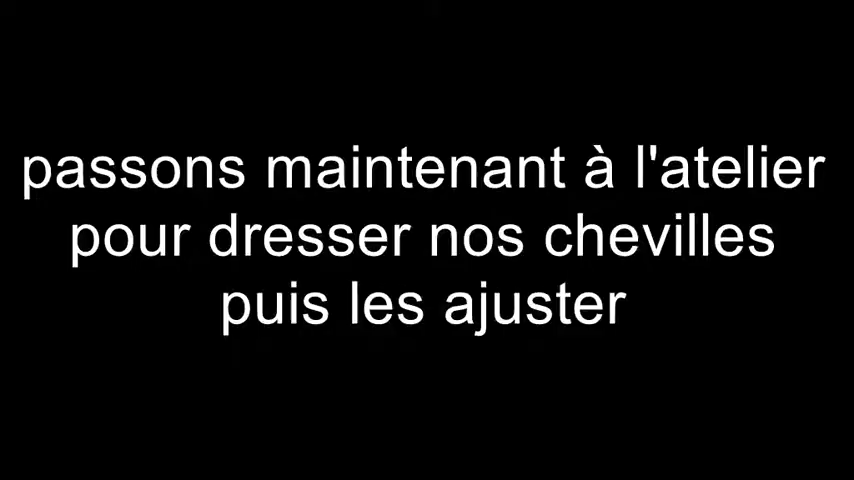 passons maintenant à l'atelier
pour dresser nos chevilles
puis les ajuster